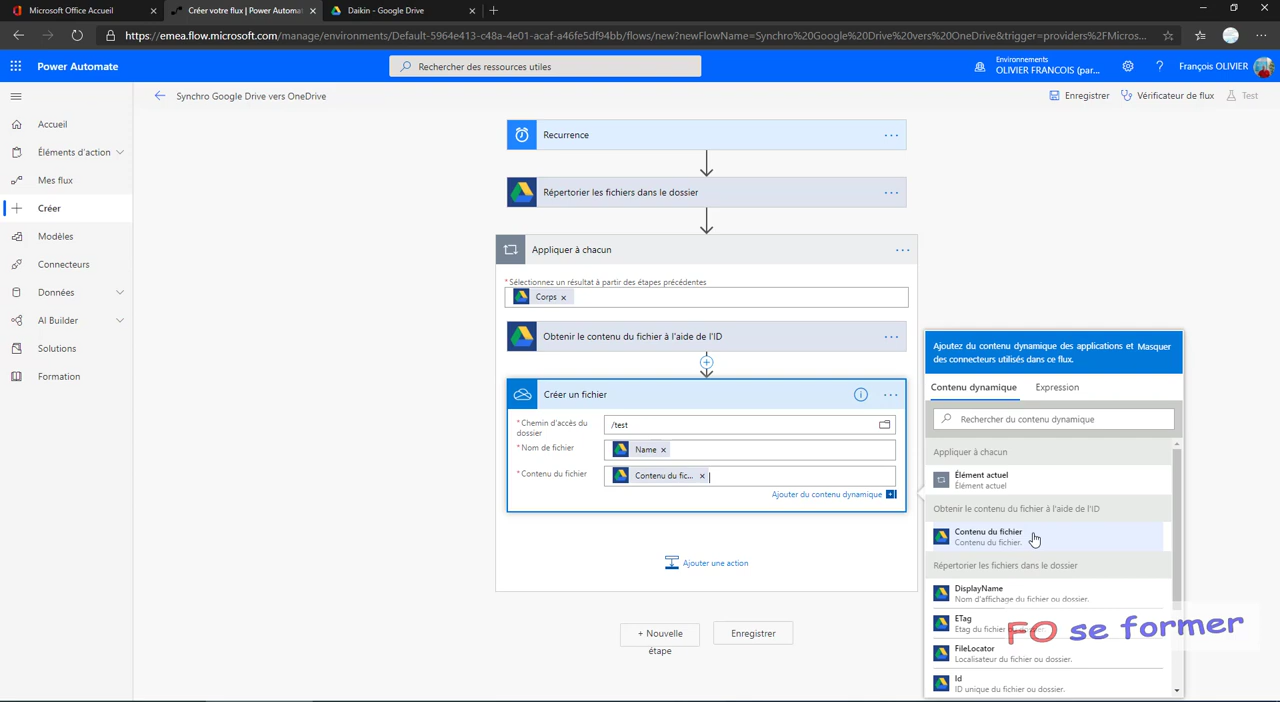 Microsoft Office Accueil
Créer votre flux | Power Automate
Daikin - Google Drive
https://emea.flow.microsoft.com/manage/environments/Default-5964e413-c48a-4e01-acaf-a46fe5df94bb/flows/new?newFlowName=Synchro%20Google%20Drive%20vers%20OneDrive&trigger=providers%2FMicros...
Power Automate
Rechercher des ressources utiles
Environnements
OLIVIER FRANCOIS (par...
François OLIVIER
Synchro Google Drive vers OneDrive
Enregistrer
Vérificateur de flux
Test
Accueil
Éléments d'action
Mes flux
Créer
Modèles
Connecteurs
Données
AI Builder
Solutions
Formation
Recurrence
Répertorier les fichiers dans le dossier
Appliquer à chacun
*Sélectionnez un résultat à partir des étapes précédentes
Corps
Obtenir le contenu du fichier à l'aide de l'ID
Créer un fichier
*Chemin d'accès du
dossier
/test
*Nom de fichier
Name
*Contenu du fichier
Contenu du fic...
Ajouter du contenu dynamique
Ajouter une action
+ Nouvelle
étape
Enregistrer
Ajoutez du contenu dynamique des applications et
des connecteurs utilisés dans ce flux.
Masquer
Contenu dynamique
Expression
Rechercher du contenu dynamique
Appliquer à chacun
Élément actuel
Élément actuel
Obtenir le contenu du fichier à l'aide de l'ID
Contenu du fichier
Contenu du fichier.
Répertorier les fichiers dans le dossier
DisplayName
Nom d'affichage du fichier ou dossier.
ETag
Etag du fichier ou dossier.
FileLocator
Localisateur du fichier ou dossier.
Id
ID unique du fichier ou dossier.
FO se former